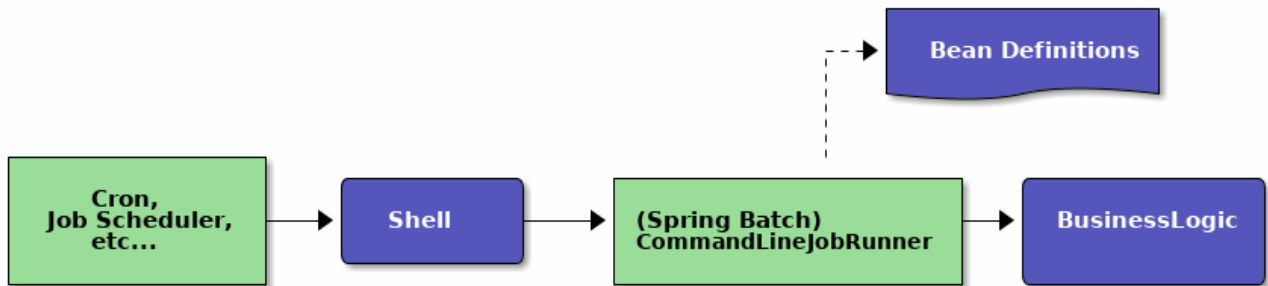 Bean Definitions
Cron,
Job Scheduler,
etc...
Shell
(Spring Batch)
CommandLineJobRunner
BusinessLogic